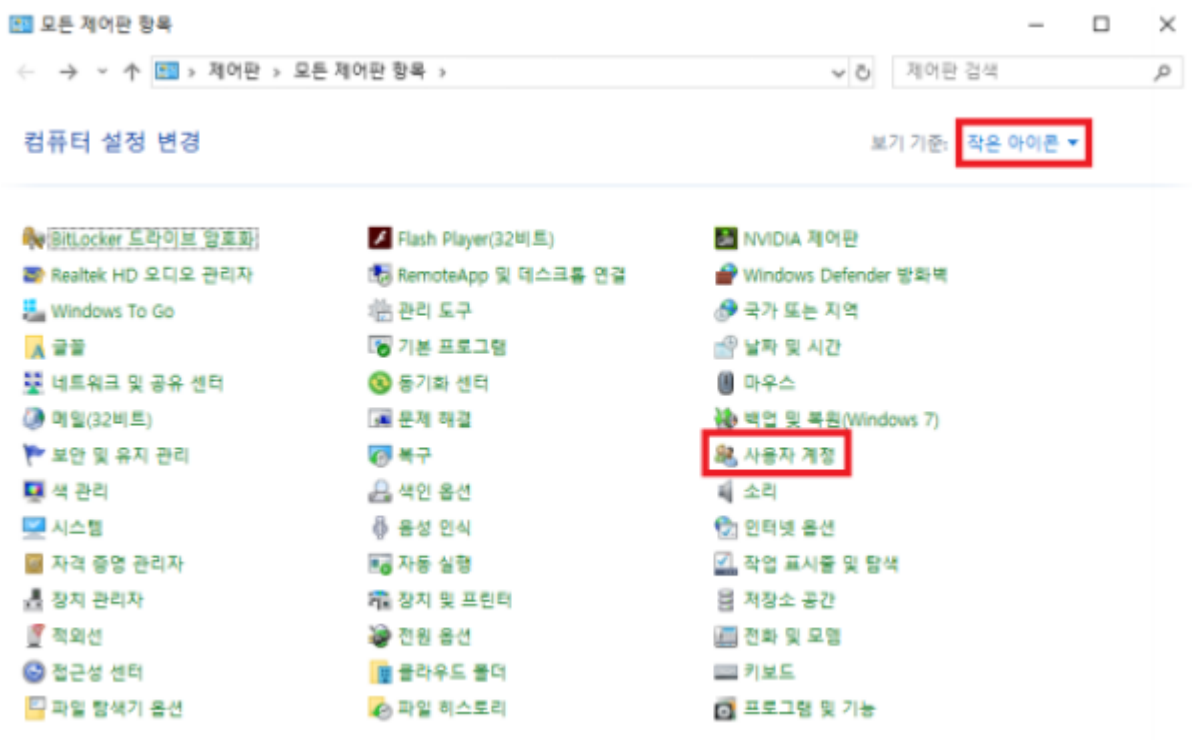 모든 제어판 항목
제어판 › 모든 제어판 항목 ›
제어판 검색
컴퓨터 설정 변경
보기 기준: 작은 아이콘
BitLocker 드라이브 암호화
Flash Player(32비트)
NVIDIA 제어판
Realtek HD 오디오 관리자
RemoteApp 및 데스크톱 연결
Windows Defender 방화벽
Windows To Go
관리 도구
국가 또는 지역
글꼴
기본 프로그램
날짜 및 시간
네트워크 및 공유 센터
동기화 센터
마우스
메일(32비트)
문제 해결
백업 및 복원(Windows 7)
보안 및 유지 관리
복구
사용자 계정
색 관리
색인 옵션
소리
시스템
음성 인식
인터넷 옵션
자격 증명 관리자
자동 실행
작업 표시줄 및 탐색
장치 관리자
장치 및 프린터
저장소 공간
적외선
전원 옵션
전화 및 모뎀
접근성 센터
클라우드 폴더
키보드
파일 탐색기 옵션
파일 히스토리
프로그램 및 기능